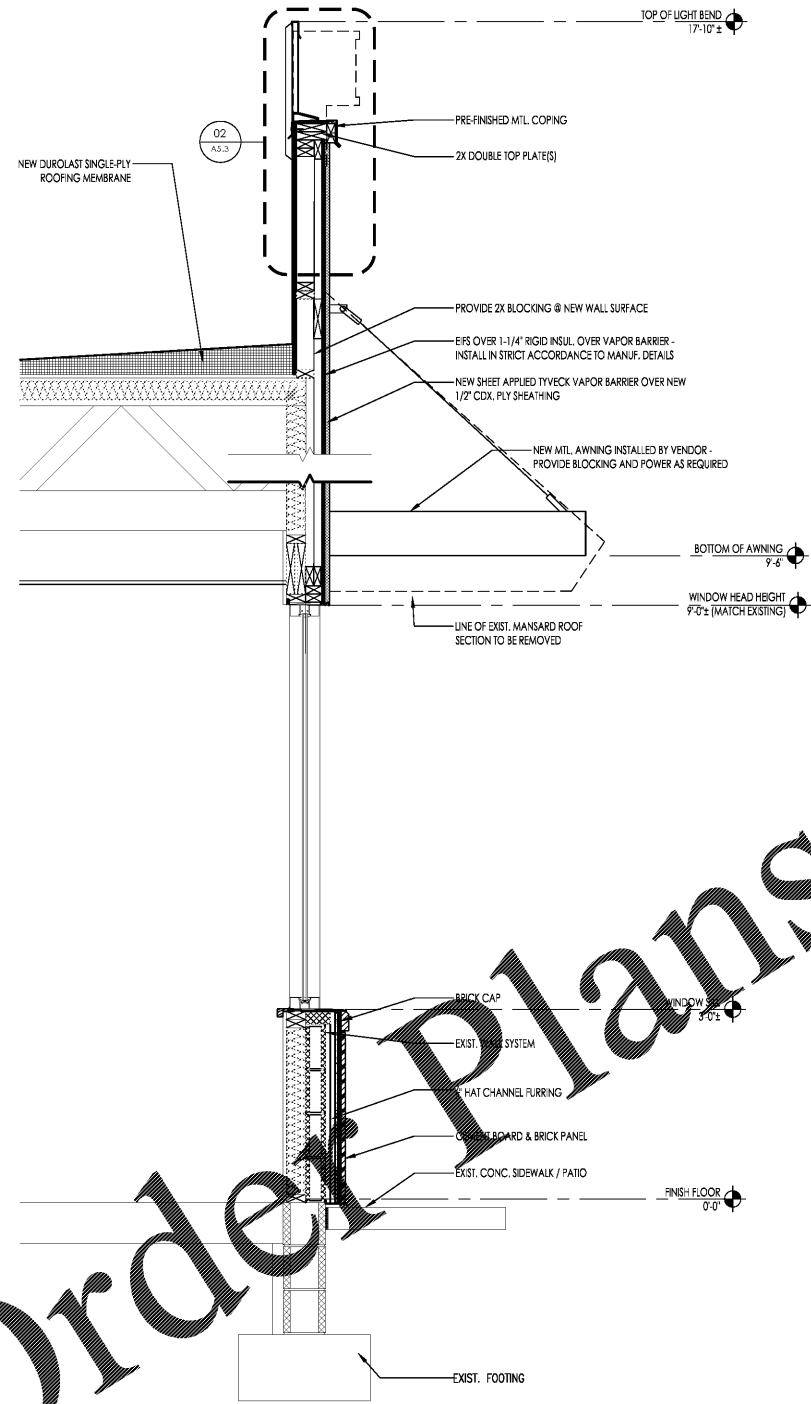 TOP OF LIGHT BEND
17'-10" ±
PRE-FINISHED MTL. COPING
02
A5.3
2X DOUBLE TOP PLATE(S)
NEW DUROLAST SINGLE-PLY
ROOFING MEMBRANE
PROVIDE 2X BLOCKING @ NEW WALL SURFACE
EIFS OVER 1-1/4" RIGID INSUL. OVER VAPOR BARRIER -
INSTALL IN STRICT ACCORDANCE TO MANUF. DETAILS
NEW SHEET APPLIED TYVECK VAPOR BARRIER OVER NEW
1/2" CDX. PLY SHEATHING
NEW MTL. AWNING INSTALLED BY VENDOR -
PROVIDE BLOCKING AND POWER AS REQUIRED
BOTTOM OF AWNING
9'-6"
WINDOW HEAD HEIGHT
9'-0"± (MATCH EXISTING)
LINE OF EXIST. MANSARD ROOF
SECTION TO BE REMOVED
BRICK CAP
WINDOW
3'-0"±
EXIST. SYSTEM
HAT CHANNEL FURRING
BOARD & BRICK PANEL
EXIST. CONC. SIDEWALK / PATIO
FINISH FLOOR
0'-0"
EXIST. FOOTING
Order Plans